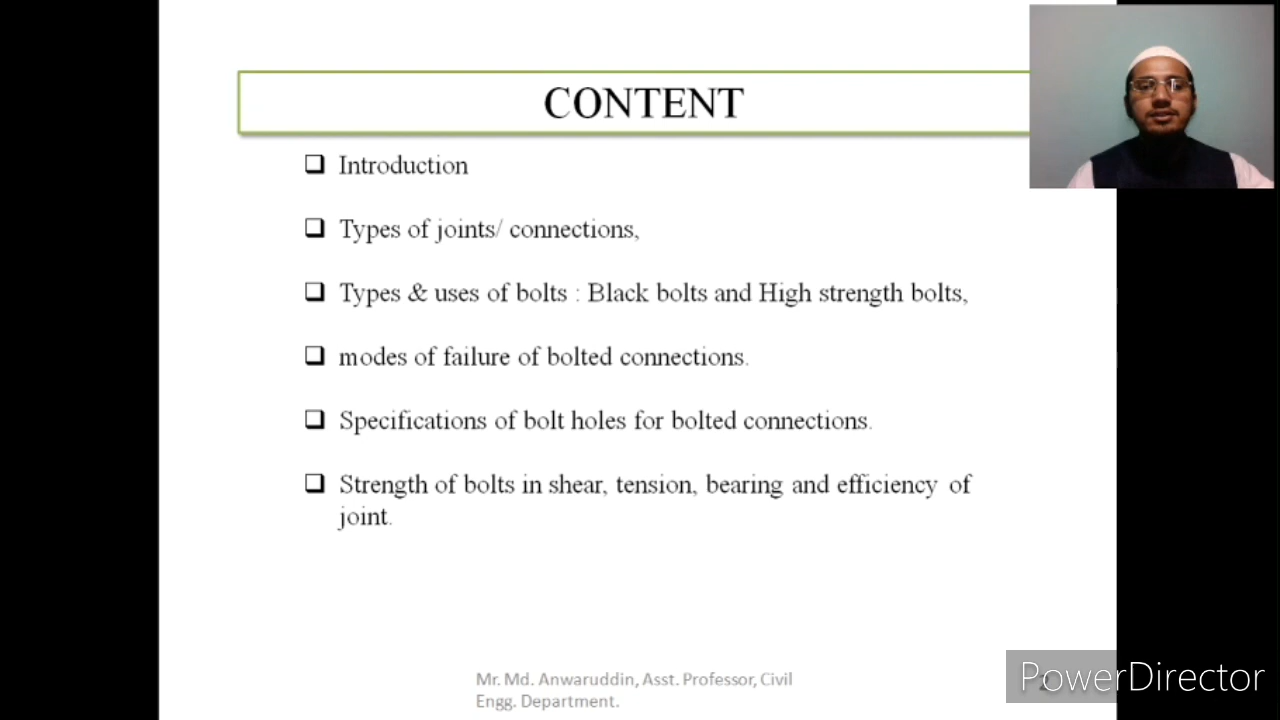 CONTENT
❑ Introduction
❑ Types of joints/ connections,
❑ Types & uses of bolts : Black bolts and High strength bolts,
❑ modes of failure of bolted connections.
❑ Specifications of bolt holes for bolted connections.
❑ Strength of bolts in shear, tension, bearing and efficiency of
joint.
Mr. Md. Anwaruddin, Asst. Professor, Civil
Engg. Department.
PowerDirector